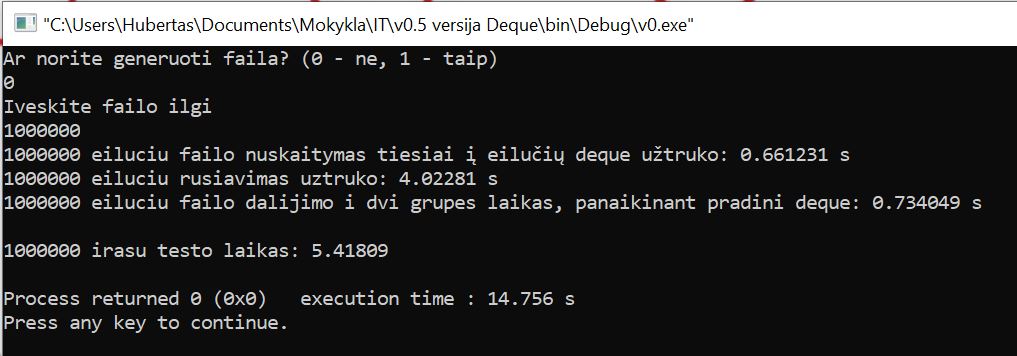 "C:\Users\Hubertas\Documents\Mokykla\IT\v0.5 versija Deque\bin\Debug\v0.exe"
Ar norite generuoti faila? (0 - ne, 1 - taip)
0
Iveskite failo ilgi
1000000
1000000 eiluciu failo nuskaitymas tiesiai į eilučių deque užtruko: 0.661231 s
1000000 eiluciu rusiavimas uztruko: 4.02281 s
1000000 eiluciu failo dalijimo i dvi grupes laikas, panaikinant pradini deque: 0.734049 s
1000000 irasu testo laikas: 5.41809
Process returned 0 (0x0)   execution time : 14.756 s
Press any key to continue.